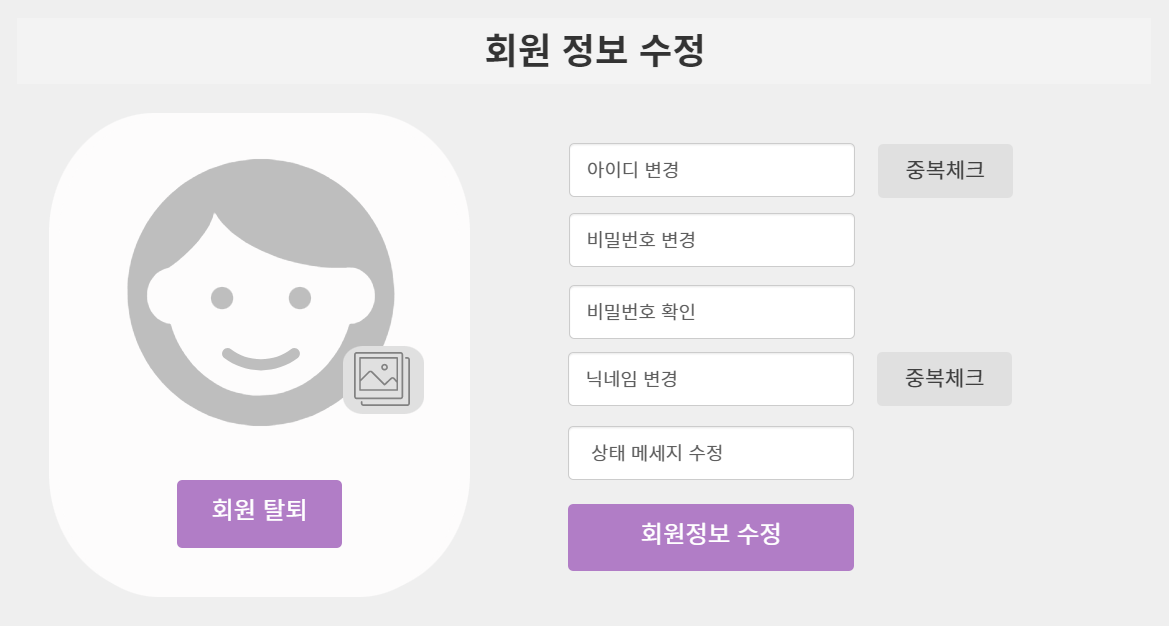 회원 정보 수정
아이디 변경
중복체크
비밀번호 변경
비밀번호 확인
닉네임 변경
중복체크
상태 메세지 수정
회원 탈퇴
회원정보 수정